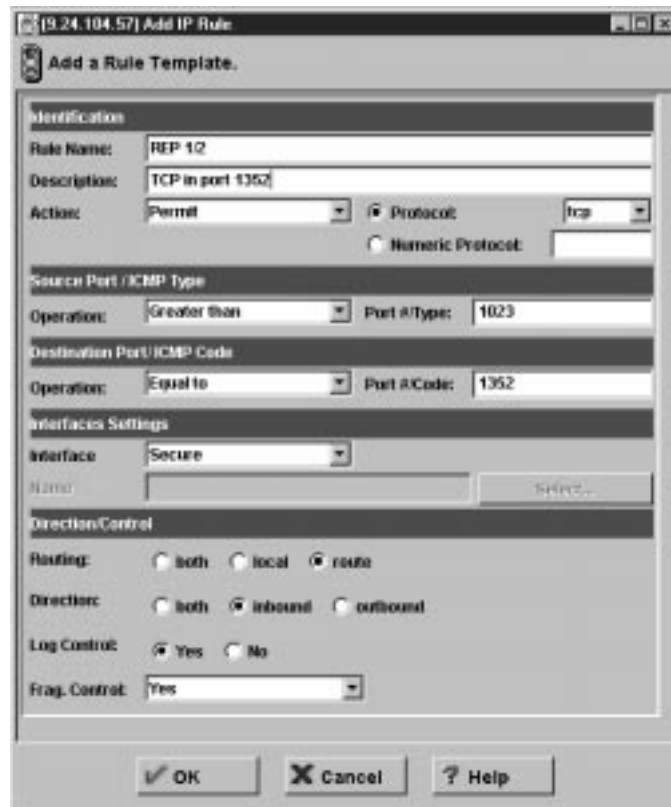 (9.24.104.57) Add IP Rule
Add a Rule Template.
Identification
Rule Name: REP 1/2
Description: TCP in port 1352
Action: Permit Protocol: tcp
Numeric Protocol:
Source Port /ICMP Type
Operation: Greater than Port #/Type: 1023
Destination Port/ ICMP Code
Operation: Equal to Port #/Code: 1352
Interfaces Settings
Interface Secure
Name Select...
Direction/Control
Routing: both local route
Direction: both inbound outbound
Log Control: Yes No
Frag. Control: Yes
OK Cancel ? Help